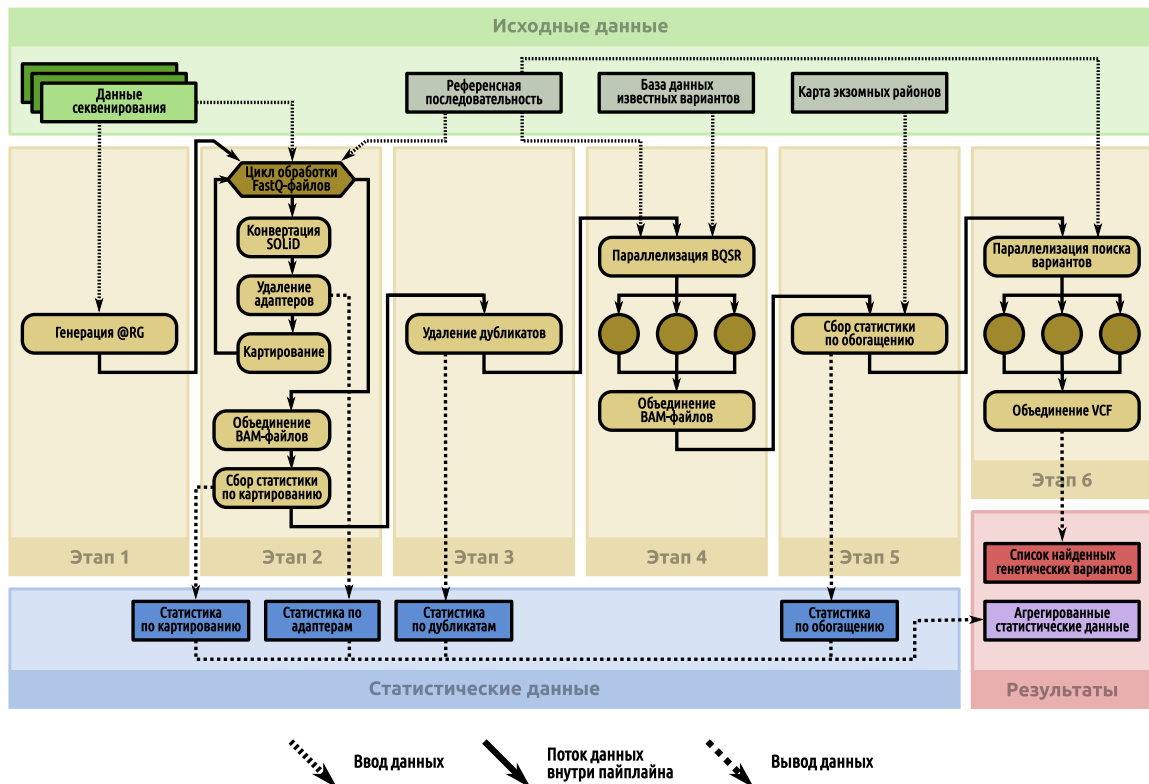 Исходные данные
Данные
секвенирования
Референсная
последовательность
База данных
известных вариантов
Карта экзомных районов
Генерация @RG
Этап 1
Цикл обработки
FastQ-файлов
Конвертация
SOLiD
Удаление
адаптеров
Картирование
Объединение
BAM-файлов
Сбор статистики
по картированию
Этап 2
Удаление дубликатов
Этап 3
Параллелизация BQSR
Объединение
BAM-файлов
Этап 4
Сбор статистики
по обогащению
Этап 5
Параллелизация поиска
вариантов
Объединение VCF
Этап 6
Статистика
по картированию
Статистика по
адаптерам
Статистика
по дубликатам
Статистика
по обогащению
Статистические данные
Список найденных
генетических вариантов
Агрегированные
статистические данные
Результаты
Ввод данных
Поток данных
внутри пайплайна
Вывод данных